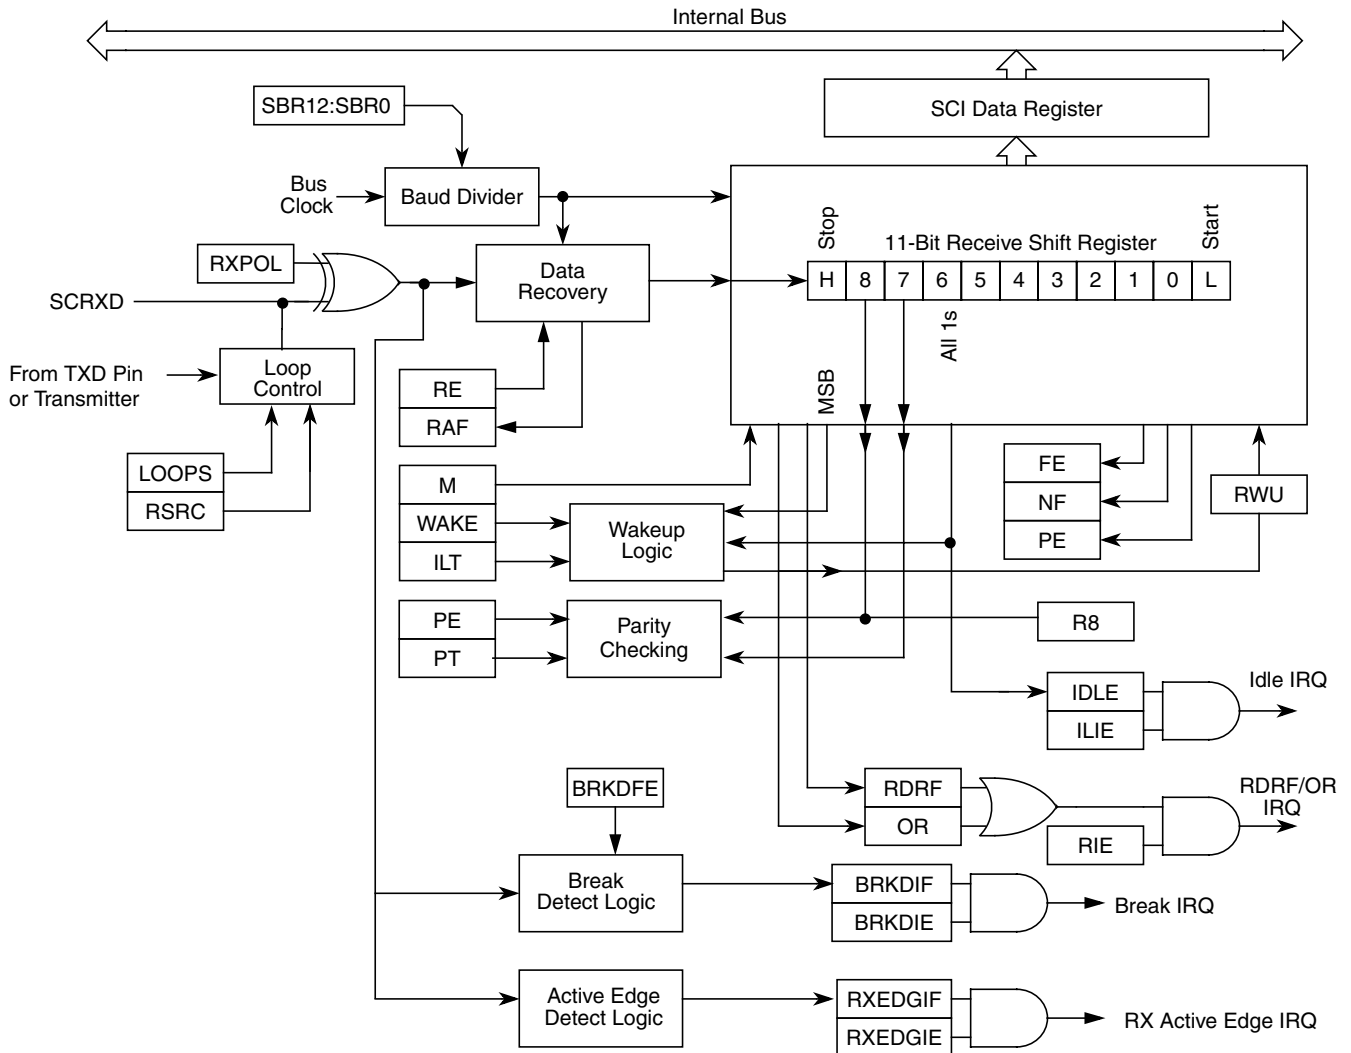 Internal Bus
SBR12:SBR0
SCI Data Register
Bus
Clock
Baud Divider
RXPOL
SCRXD
Data
Recovery
Stop
11-Bit Receive Shift Register
Start
H 8 7 6 5 4 3 2 1 0 L
All 1s
MSB
From TXD Pin
or Transmitter
Loop
Control
RE
RAF
LOOPS
RSRC
M
WAKE
ILT
Wakeup
Logic
FE
NF
PE
RWU
PE
PT
Parity
Checking
R8
IDLE
ILIE
Idle IRQ
BRKDFE
RDRF
OR
RIE
RDRF/OR
IRQ
Break
Detect Logic
BRKDIF
BRKDIE
Break IRQ
Active Edge
Detect Logic
RXEDGIF
RXEDGIE
RX Active Edge IRQ